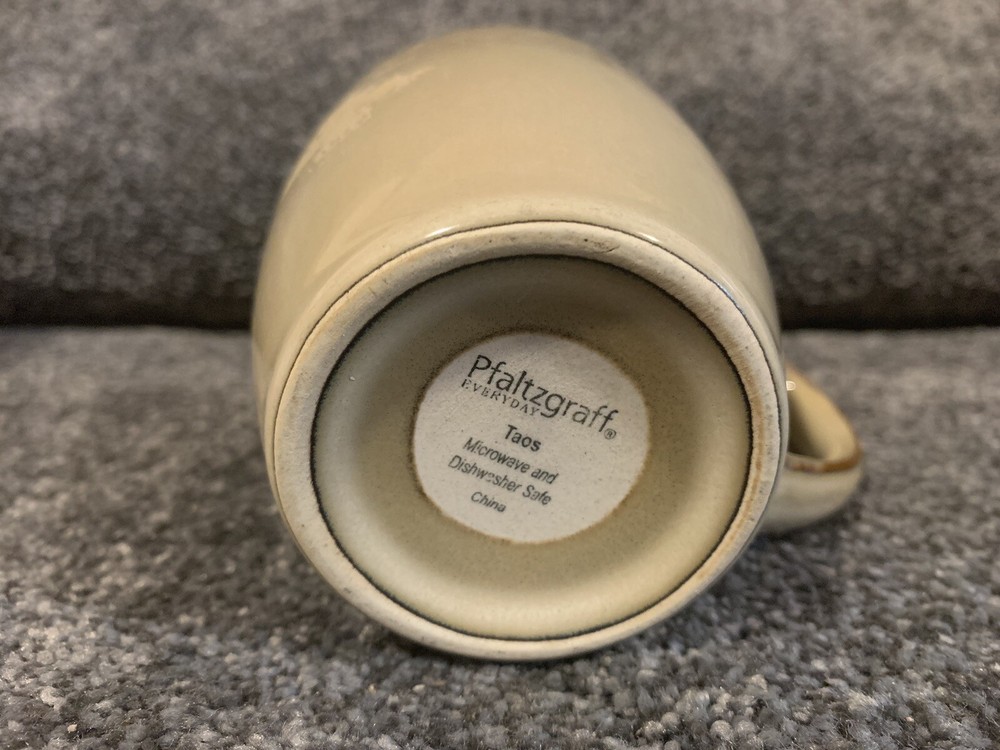 Pfaltzgraff®
EVERYDAY
Taos
Microwave and
Dishwasher Safe
China